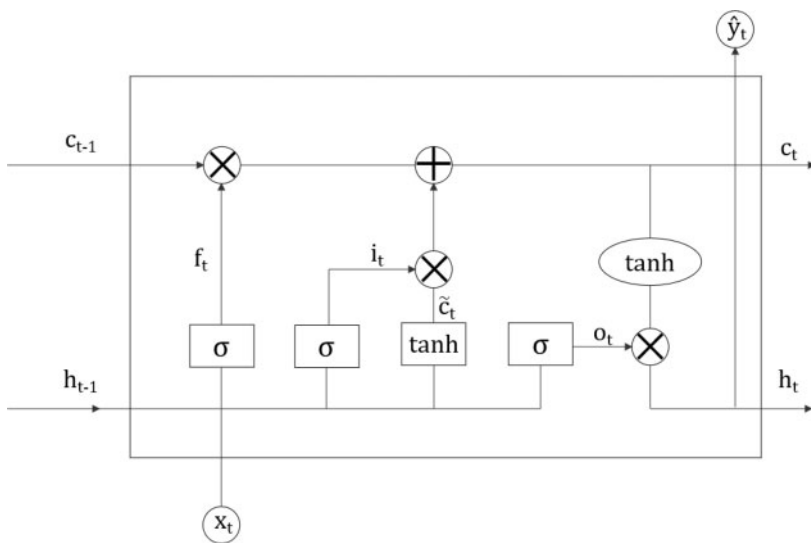 ŷₜ
cₜ₋₁
cₜ
fₜ
iₜ
tanh
c̃ₜ
σ
σ
tanh
σ
oₜ
hₜ₋₁
hₜ
xₜ